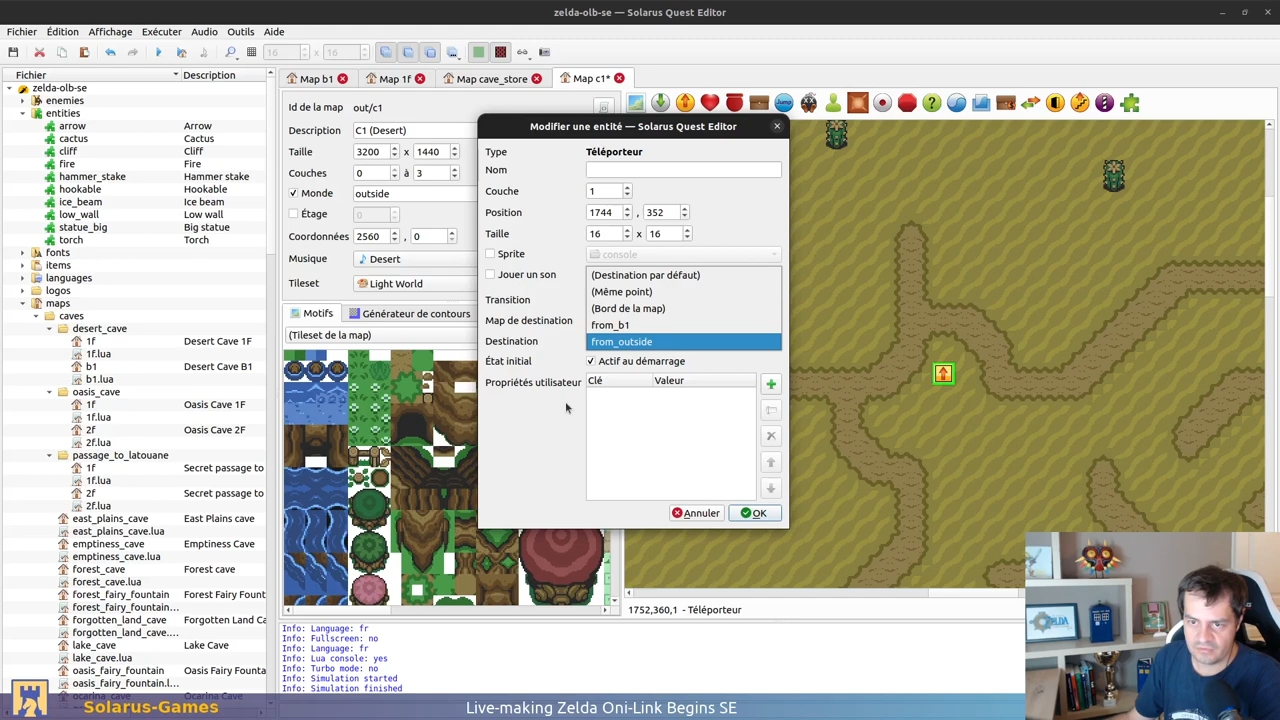 zelda-olb-se — Solarus Quest Editor
Fichier Édition Affichage Exécuter Audio Outils Aide
16 x 16
Fichier Description
zelda-olb-se
enemies
entities
arrow Arrow
cactus Cactus
cliff Cliff
fire Fire
hammer_stake Hammer stake
hookable Hookable
ice_beam Ice beam
low_wall Low wall
statue_big Big statue
torch Torch
fonts
items
languages
logos
maps
caves
desert_cave
1f Desert Cave 1F
1f.lua
b1 Desert Cave B1
b1.lua
oasis_cave
1f Oasis Cave 1F
1f.lua
2f Oasis Cave 2F
2f.lua
passage_to_latouane
1f Secret passage to
1f.lua
2f Secret passage to
2f.lua
east_plains_cave East Plains cave
east_plains_cave.lua
emptiness_cave Emptiness Cave
emptiness_cave.lua
forest_cave Forest cave
forest_cave.lua
forest_fairy_fountain Forest Fairy Fount
forest_fairy_fountain...
forgotten_land_cave Forgotten Land Cav
forgotten_land_cave....
lake_cave Lake Cave
lake_cave.lua
oasis_fairy_fountain Oasis Fairy Founta
oasis_fairy_fountain.l...
ocarina_cave Ocarina Cave
Map b1 Map 1f Map cave_store Map c1*
Id de la map out/c1
Description C1 (Desert)
Taille 3200 x 1440
Couches 0 à 3
Monde outside
Étage 0
Coordonnées 2560 , 0
Musique Desert
Tileset Light World
Motifs Générateur de contours
(Tileset de la map)
Jump
Modifier une entité — Solarus Quest Editor
Type Téléporteur
Nom
Couche 1
Position 1744 , 352
Taille 16 x 16
Sprite console
Jouer un son
Transition
Map de destination
Destination
(Destination par défaut)
(Même point)
(Bord de la map)
from_b1
from_outside
État initial Actif au démarrage
Propriétés utilisateur Clé Valeur
Annuler OK
1752,360,1 - Téléporteur
Info: Language: fr
Info: Fullscreen: no
Info: Language: fr
Info: Lua console: yes
Info: Turbo mode: no
Info: Simulation started
Info: Simulation finished
Solarus-Games Live-making Zelda Oni-Link Begins SE